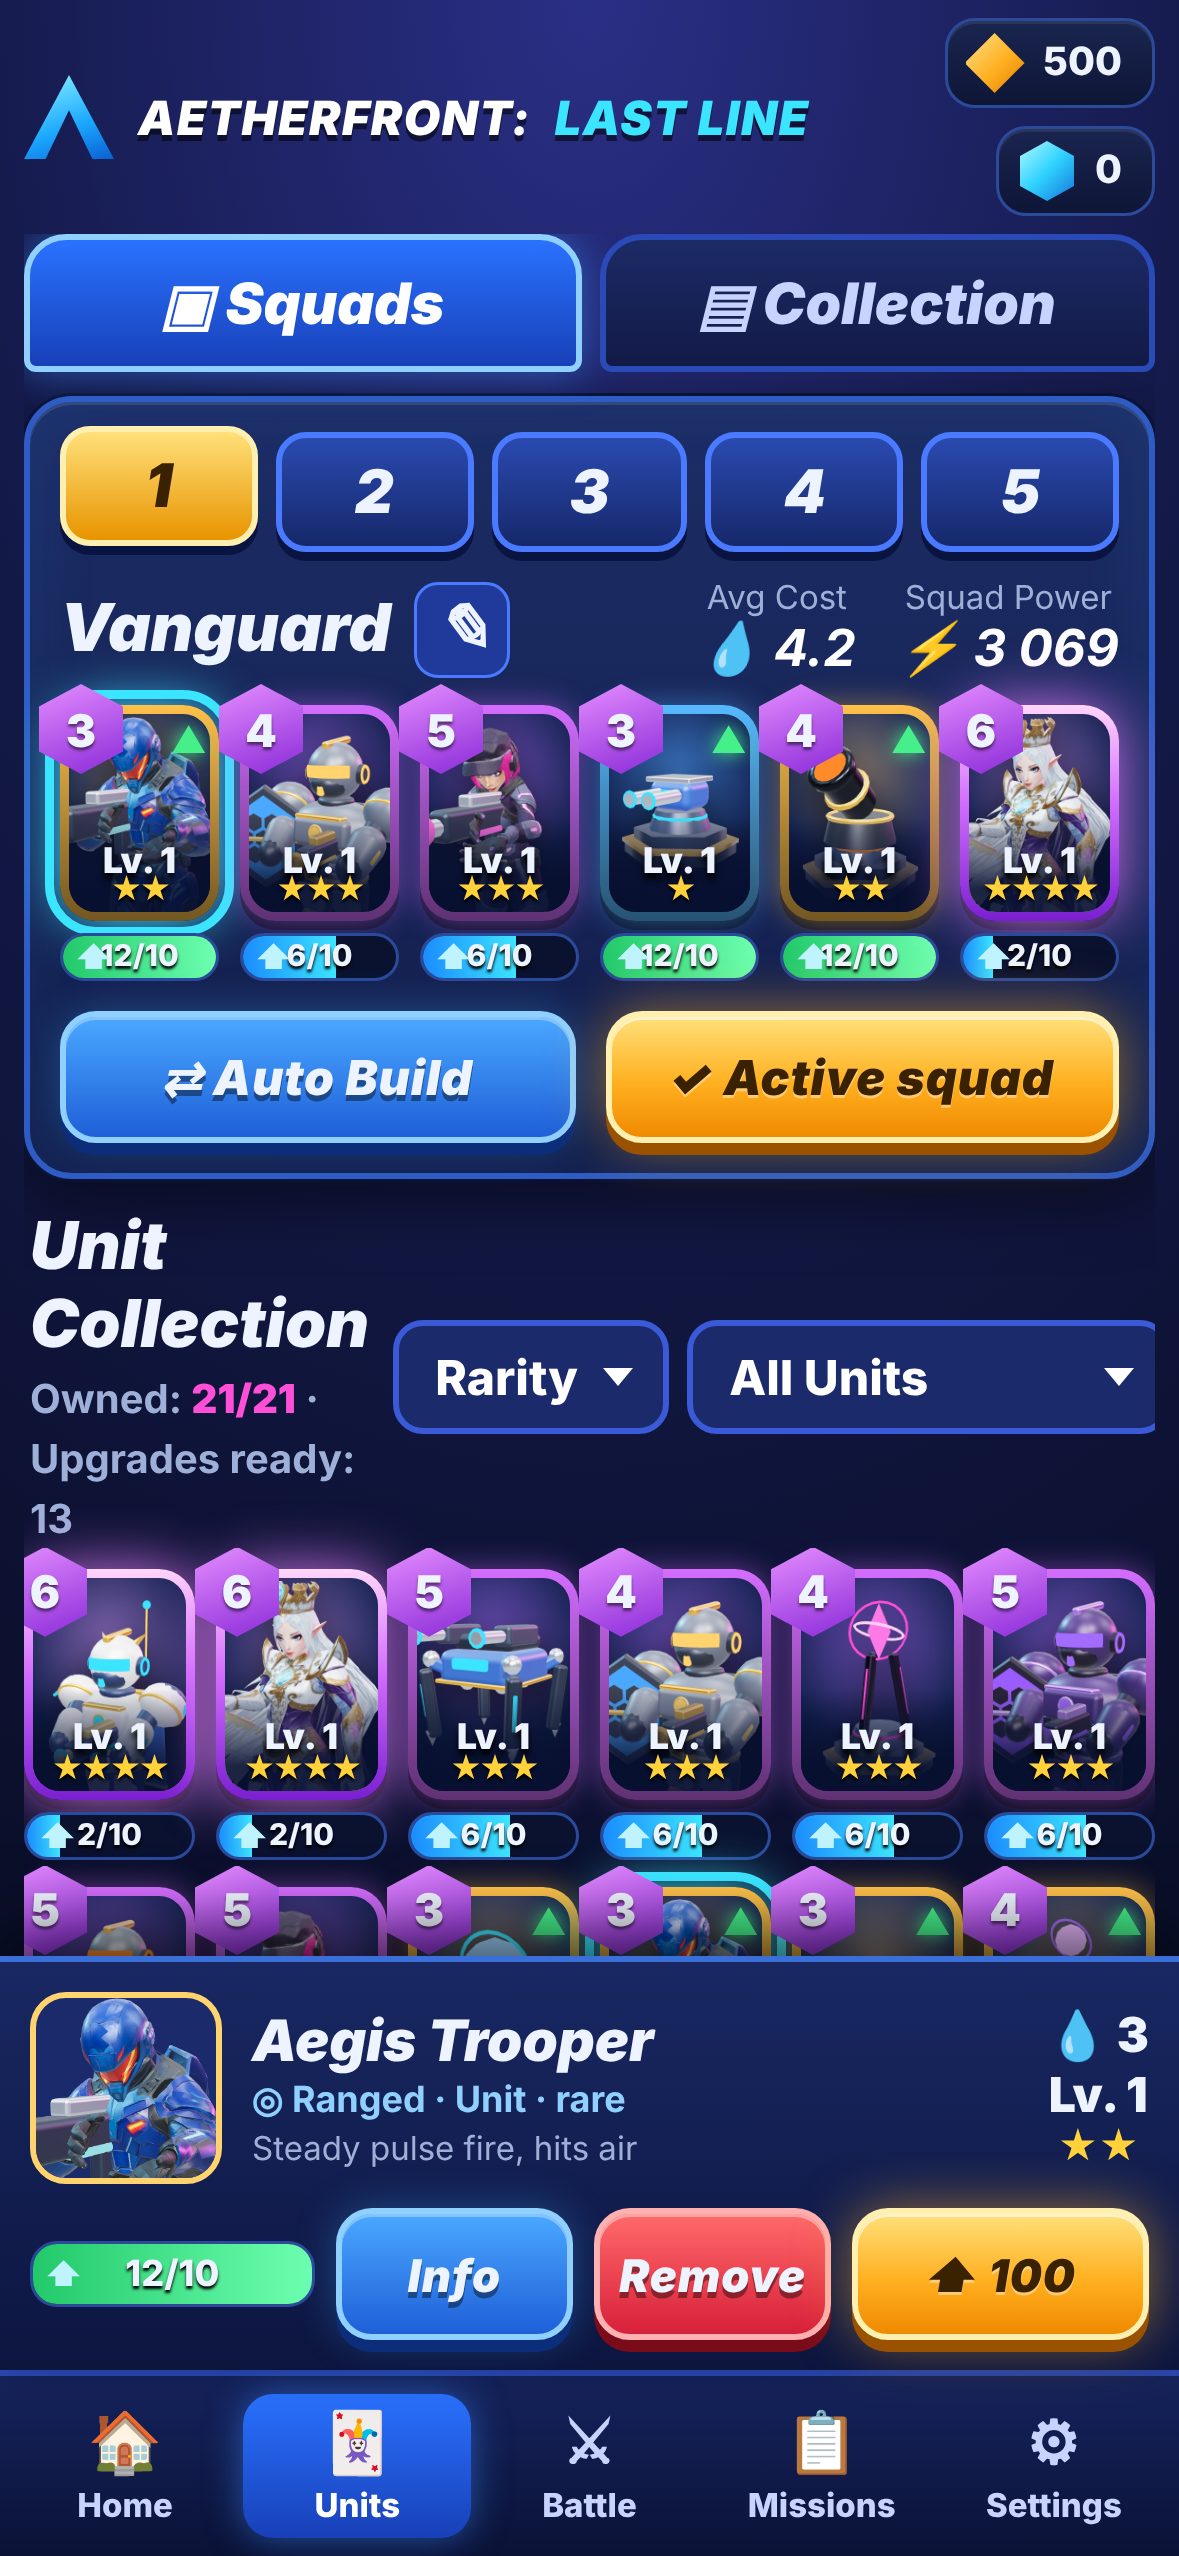 AETHERFRONT: LAST LINE
500
0
▣ Squads
▤ Collection
1
2
3
4
5
Vanguard
✎
Avg Cost
Squad Power
💧 4.2
⚡ 3 069
3
4
5
3
4
6
Lv. 1
Lv. 1
Lv. 1
Lv. 1
Lv. 1
Lv. 1
★★
★★★
★★★
★
★★
★★★★
12/10
6/10
6/10
12/10
12/10
2/10
⇄ Auto Build
✓ Active squad
Unit
Collection
Owned: 21/21 ·
Upgrades ready:
13
Rarity
All Units
6
6
5
4
4
5
Lv. 1
Lv. 1
Lv. 1
Lv. 1
Lv. 1
Lv. 1
★★★★
★★★★
★★★
★★★
★★★
★★★
2/10
2/10
6/10
6/10
6/10
6/10
5
5
3
3
3
4
Aegis Trooper
◎ Ranged · Unit · rare
Steady pulse fire, hits air
💧 3
Lv. 1
★★
12/10
Info
Remove
100
Home
Units
Battle
Missions
Settings